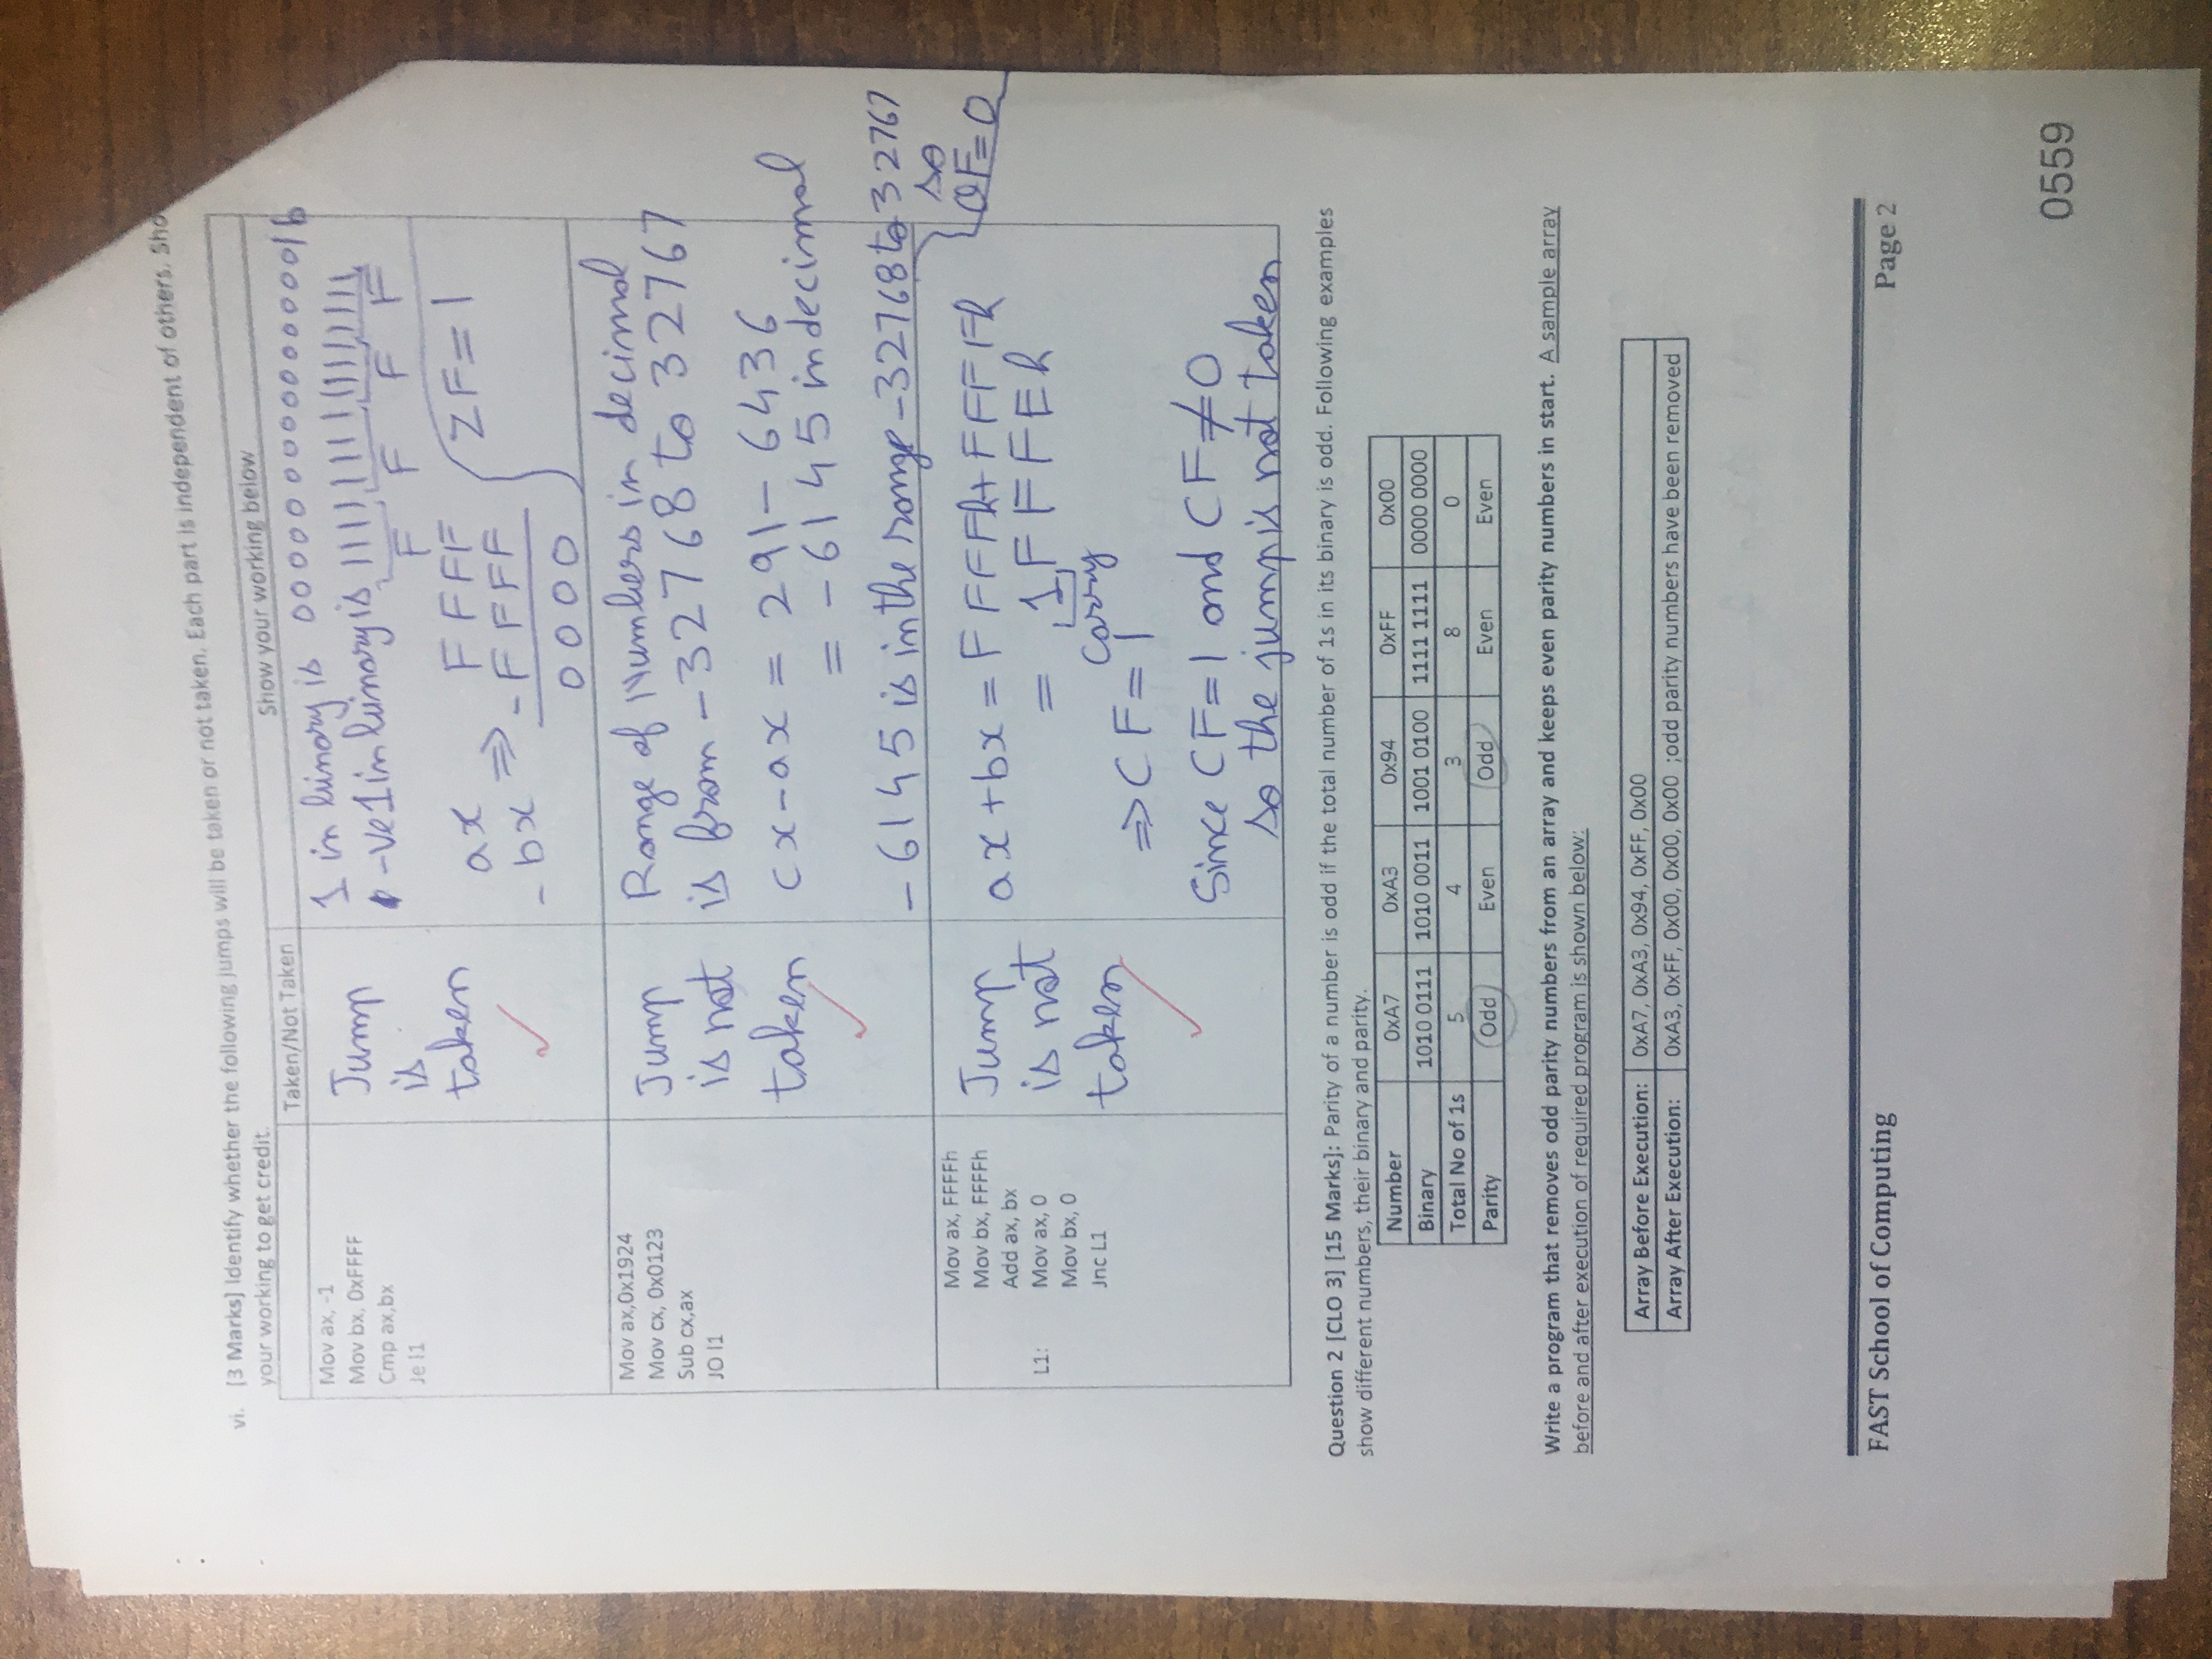 vi. [3 Marks] Identify whether the following jumps will be taken or not taken. Each part is independent of others. Sho
your working to get credit.
Taken/Not Taken
Show your working below
Mov ax, -1
Mov bx, 0xFFFF
Cmp ax,bx
Je l1
Jump
is
taken
1 in binary is 0000000000000001b
-ve 1 in binary is 1111111111111111
F F F F
ax
- bx
⇒
F F F F
- F F F F
0 0 0 0
ZF = 1
Mov ax,0x1924
Mov cx, 0x0123
Sub cx,ax
JO l1
Jump
is not
taken
Range of Numbers in decimal
is from -32768 to 32767
cx-ax = 291 - 6436
= -6145 in decimal
-6145 is in the range -32768 to 32767
so
OF=0
Mov ax, FFFFh
Mov bx, FFFFh
Add ax, bx
L1: Mov ax, 0
Mov bx, 0
Jnc L1
Jump
is not
taken
ax + bx = F F F F h + F F F F h
= 1 F F F E h
Carry
⇒ CF = 1
Since CF=1 and CF≠0
so the jump is not taken
Question 2 [CLO 3] [15 Marks]: Parity of a number is odd if the total number of 1s in its binary is odd. Following examples
show different numbers, their binary and parity.
Number 0xA7 0xA3 0x94 0xFF 0x00
Binary 1010 0111 1010 0011 1001 0100 1111 1111 0000 0000
Total No of 1s 5 4 3 8 0
Parity Odd Even Odd Even Even
Write a program that removes odd parity numbers from an array and keeps even parity numbers in start. A sample array
before and after execution of required program is shown below:
Array Before Execution: 0xA7, 0xA3, 0x94, 0xFF, 0x00
Array After Execution: 0xA3, 0xFF, 0x00, 0x00, 0x00 ;odd parity numbers have been removed
FAST School of Computing
Page 2
0559